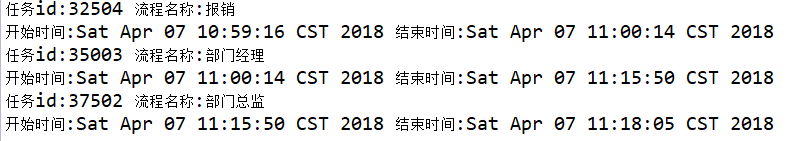 任务id:32504 流程名称:报销
开始时间:Sat Apr 07 10:59:16 CST 2018 结束时间:Sat Apr 07 11:00:14 CST 2018
任务id:35003 流程名称:部门经理
开始时间:Sat Apr 07 11:00:14 CST 2018 结束时间:Sat Apr 07 11:15:50 CST 2018
任务id:37502 流程名称:部门总监
开始时间:Sat Apr 07 11:15:50 CST 2018 结束时间:Sat Apr 07 11:18:05 CST 2018